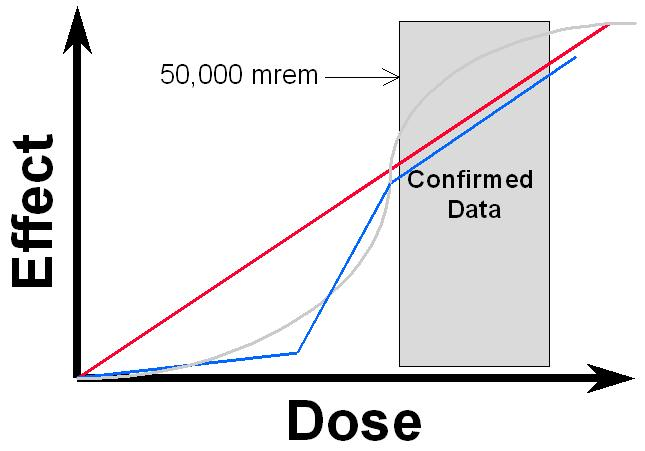 50,000 mrem
Confirmed
Data
Effect
Dose